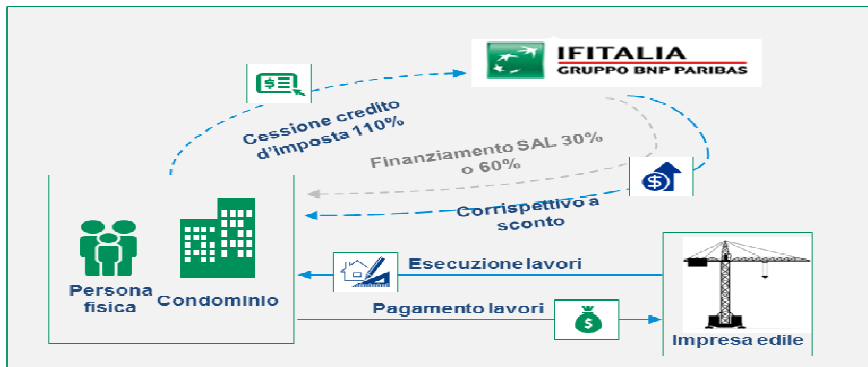 IFITALIA
GRUPPO BNP PARIBAS
Cessione credito
d'imposta 110%
Finanziamento SAL 30%
o 60%
Corrispettivo a
sconto
Esecuzione lavori
Persona
fisica
Condominio
Pagamento lavori
Impresa edile